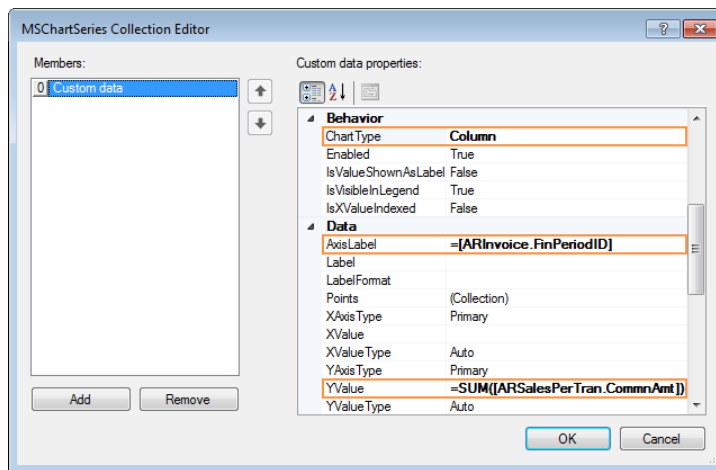 MSChartSeries Collection Editor
Members:
0 Custom data
Add
Remove
Custom data properties:
Behavior
ChartType Column
Enabled True
IsValueShownAsLabel False
IsVisibleInLegend True
IsXValueIndexed False
Data
AxisLabel =[ARInvoice.FinPeriodID]
Label
LabelFormat
Points (Collection)
XAxisType Primary
XValue
XValueType Auto
YAxisType Primary
YValue =SUM([ARSalesPerTran.CommnAmt])
YValueType Auto
OK
Cancel